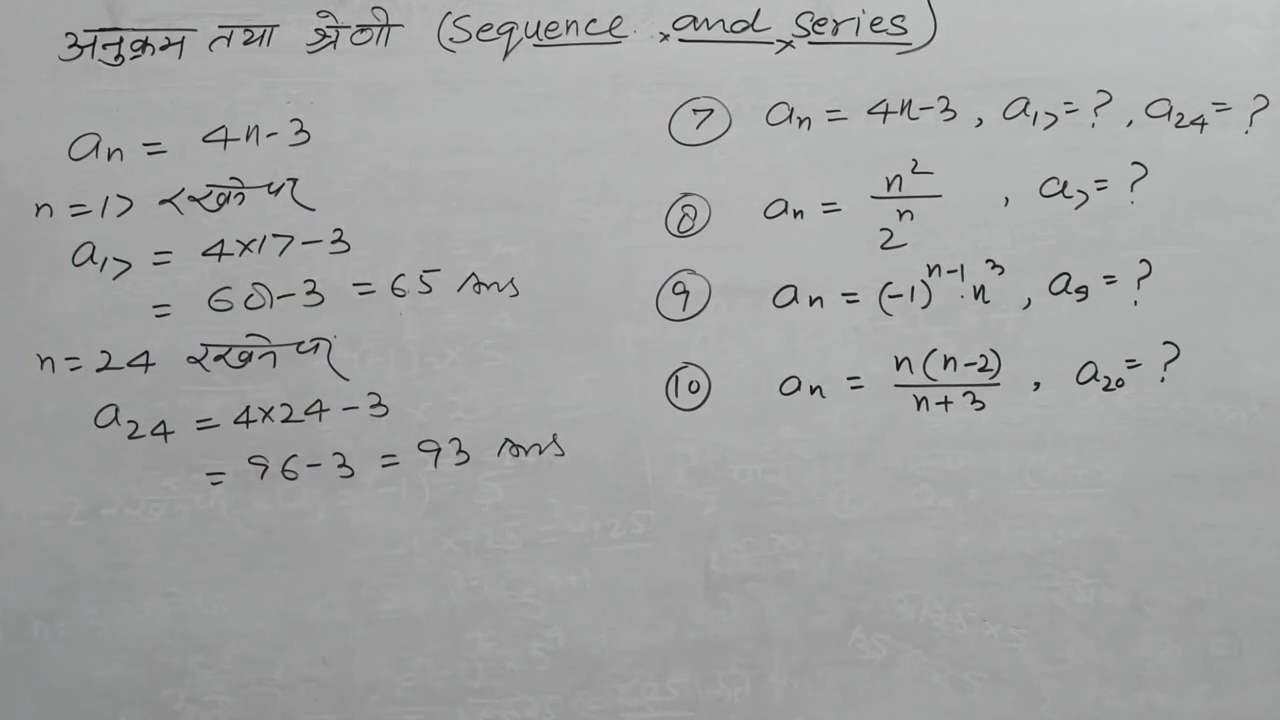 अनुक्रम तथा श्रेणी (Sequence and series)
aₙ = 4n-3
n=17 रखने पर
a₁₇ = 4×17-3
= 68-3 = 65 Ans
n=24 रखने पर
a₂₄ = 4×24-3
= 96-3 = 93 Ans
⑦ aₙ = 4n-3, a₁₇=?, a₂₄=?
⑧ aₙ = n²/2ⁿ, a₇=?
⑨ aₙ = (-1)ⁿ⁻¹·n³, a₉=?
⑩ aₙ = n(n-2)/n+3, a₂₀=?